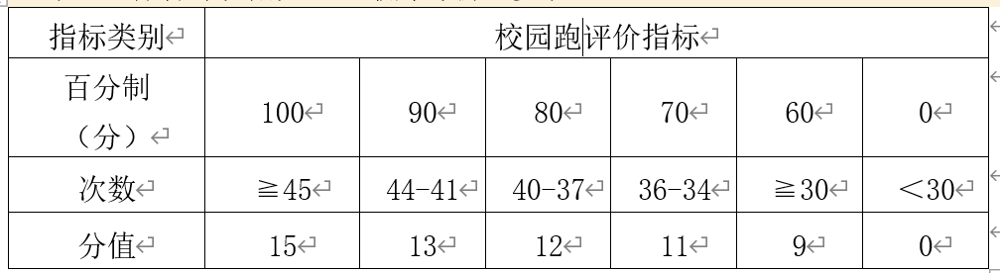 指标类别 校园跑评价指标
百分制
（分） 100 90 80 70 60 0
次数 ≧45 44-41 40-37 36-34 ≧30 ＜30
分值 15 13 12 11 9 0